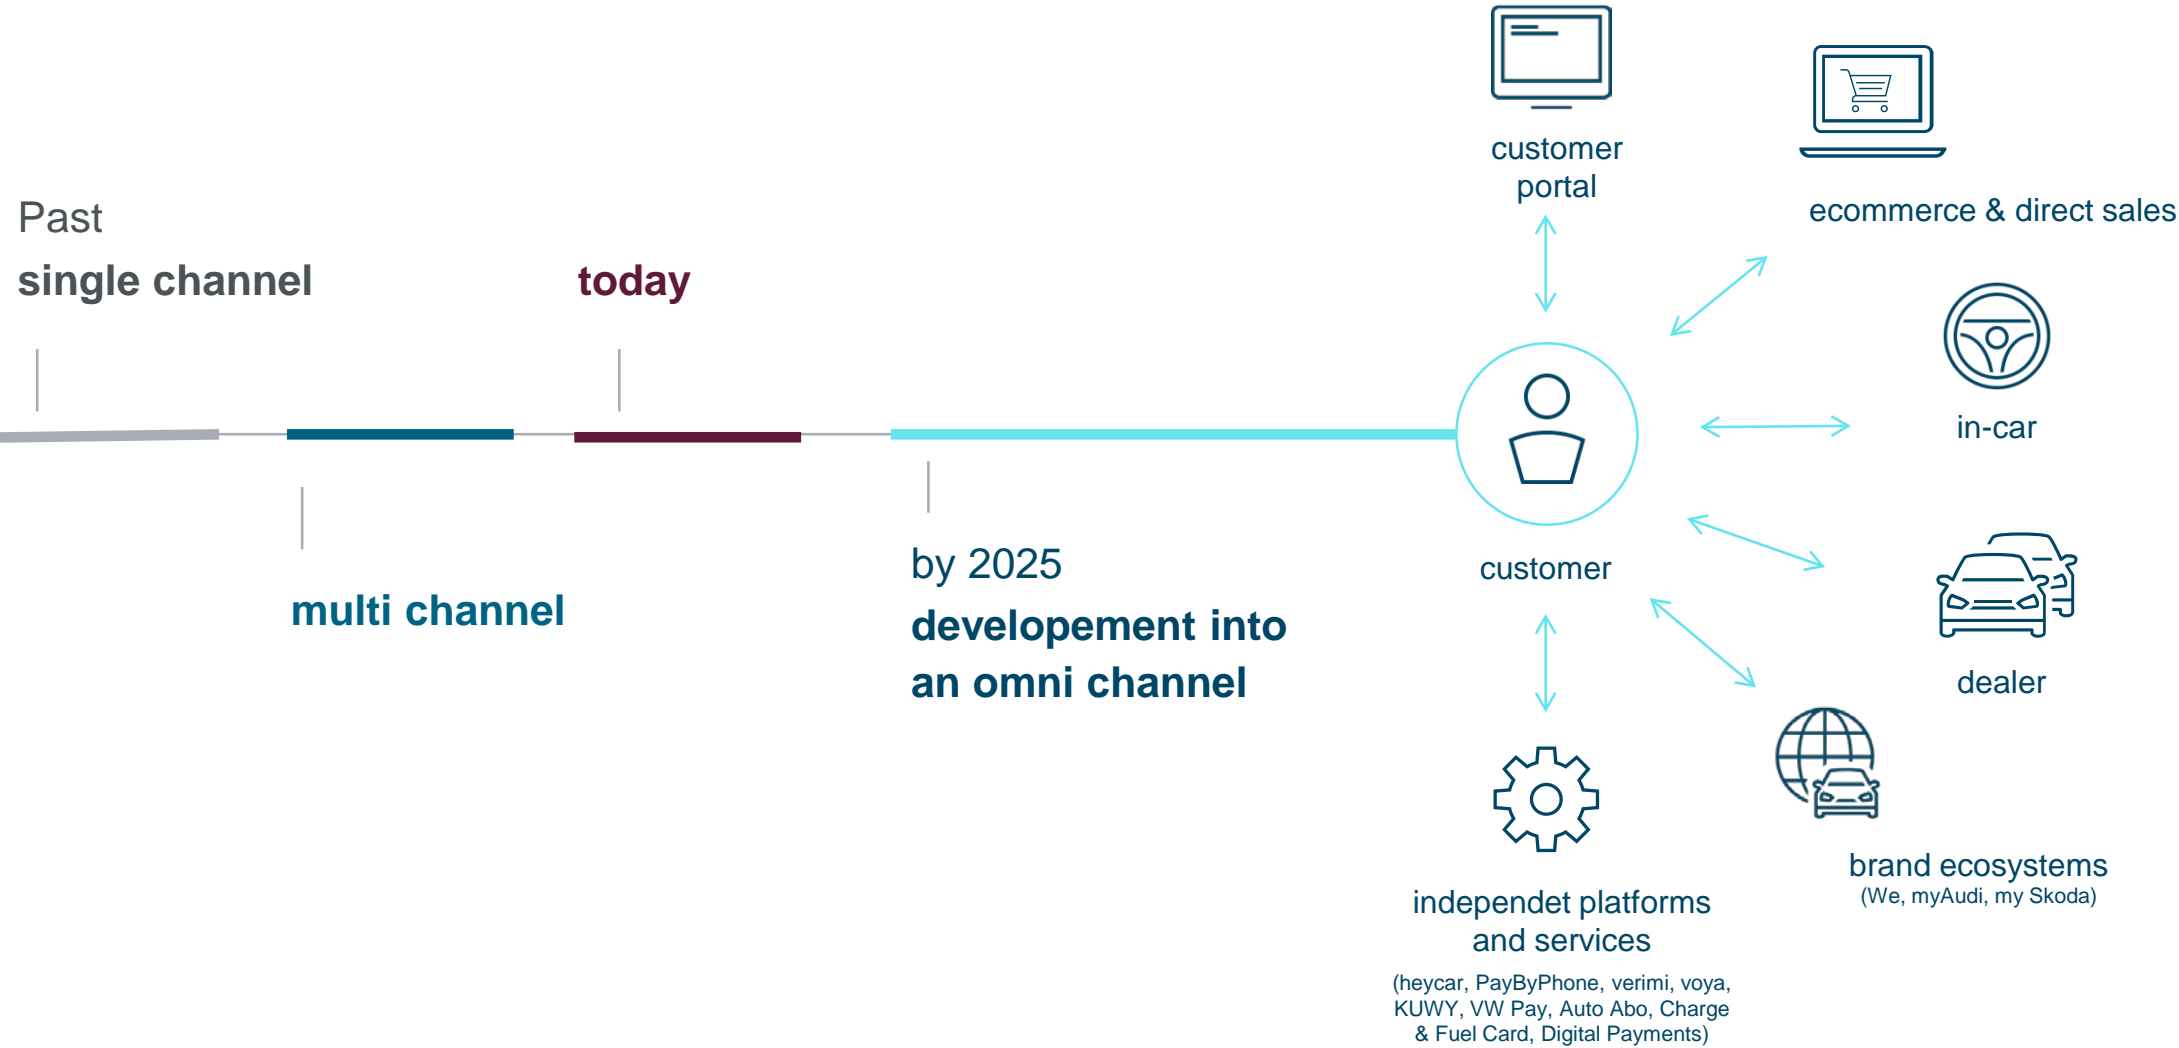 Past
single channel
multi channel
today
by 2025
developement into
an omni channel
customer
customer
portal
ecommerce & direct sales
in-car
dealer
brand ecosystems
(We, myAudi, my Skoda)
independet platforms
and services
(heycar, PayByPhone, verimi, voya,
KUWY, VW Pay, Auto Abo, Charge
& Fuel Card, Digital Payments)